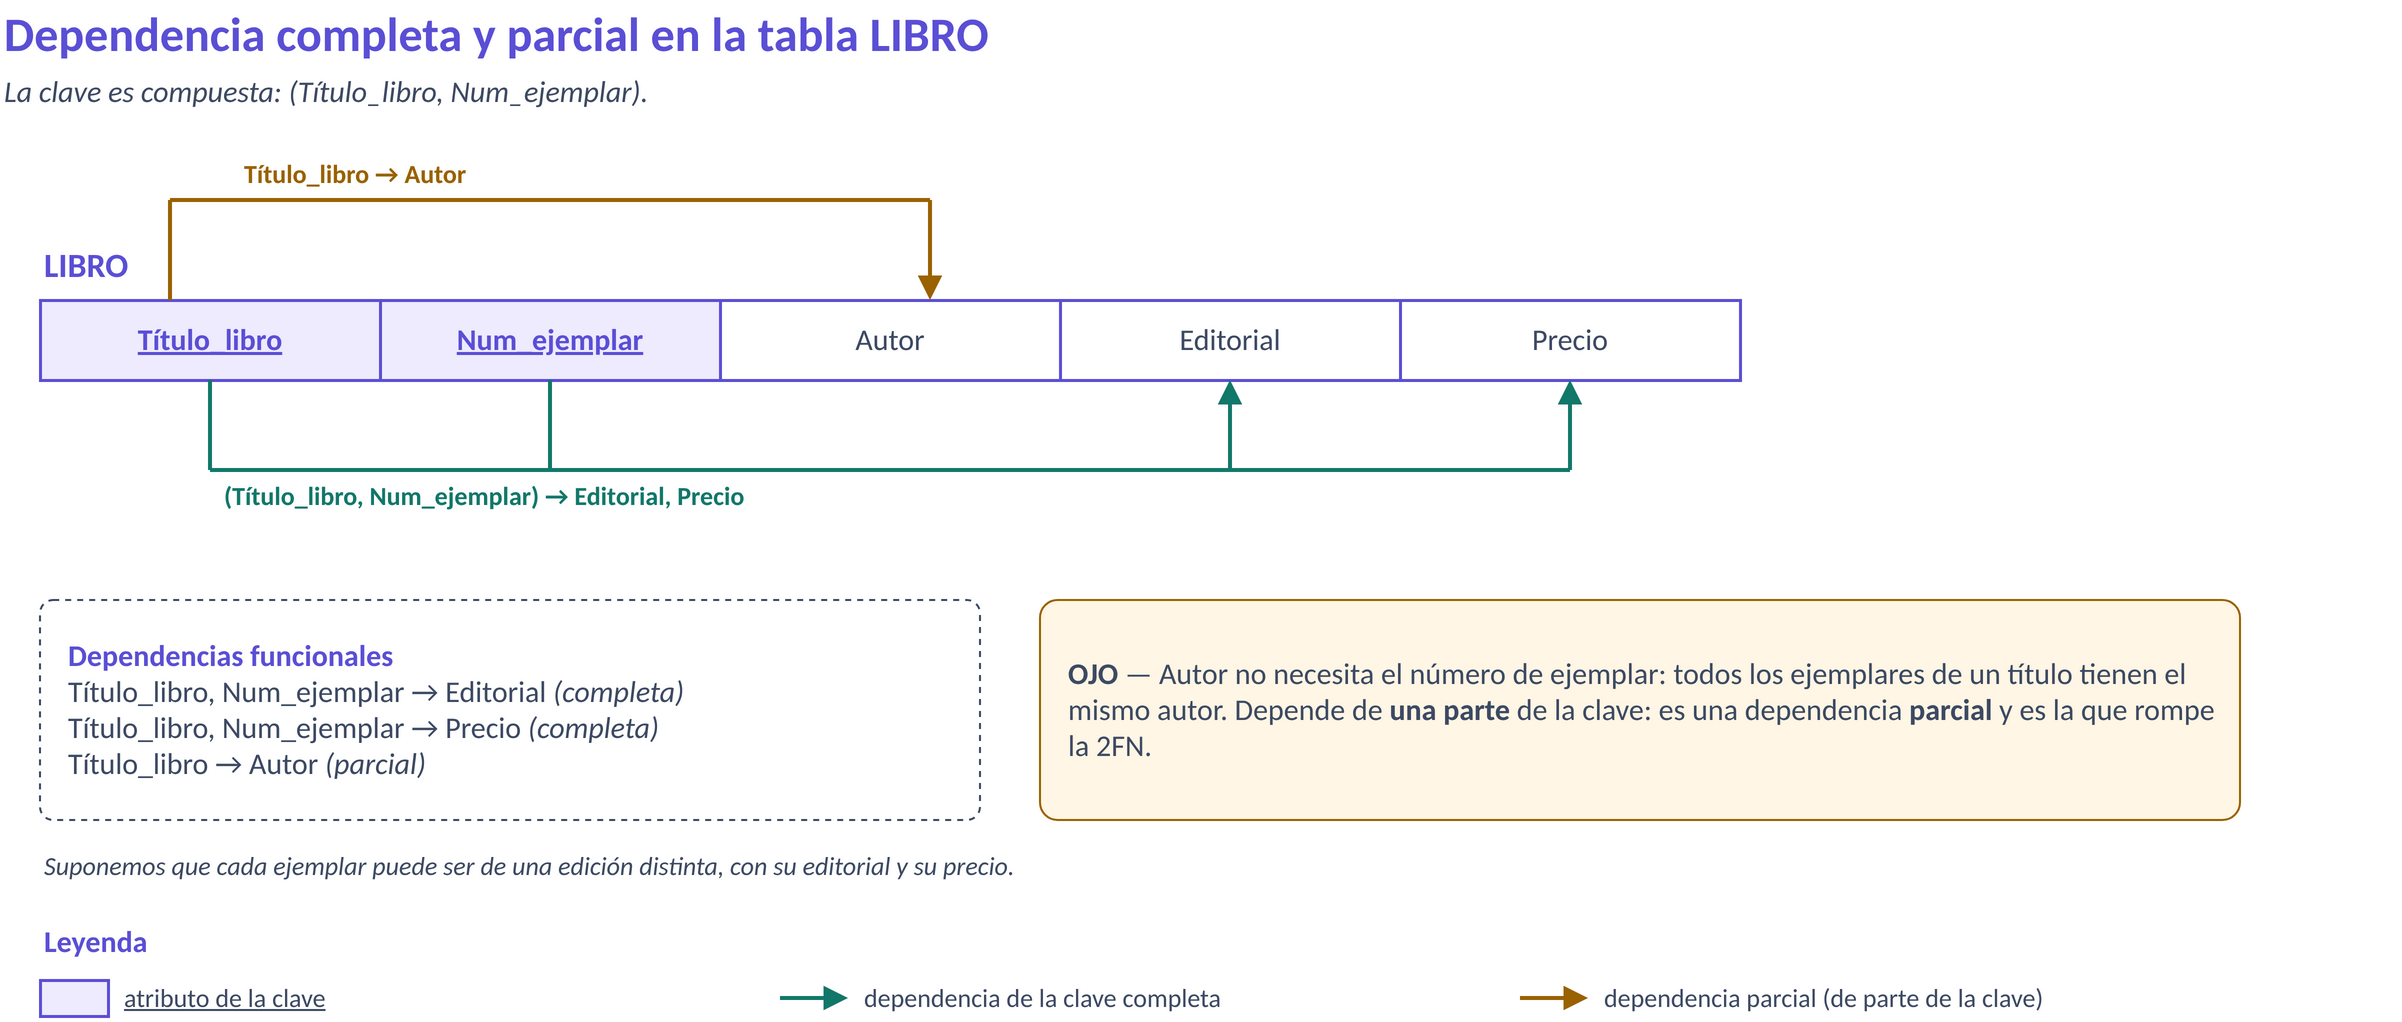 Dependencia completa y parcial en la tabla LIBRO
La clave es compuesta: (Título_libro, Num_ejemplar).
Título_libro → Autor
LIBRO
Título_libro
Num_ejemplar
Autor
Editorial
Precio
(Título_libro, Num_ejemplar) → Editorial, Precio
Dependencias funcionales
Título_libro, Num_ejemplar → Editorial (completa)
Título_libro, Num_ejemplar → Precio (completa)
Título_libro → Autor (parcial)
OJO — Autor no necesita el número de ejemplar: todos los ejemplares de un título tienen el
mismo autor. Depende de una parte de la clave: es una dependencia parcial y es la que rompe
la 2FN.
Suponemos que cada ejemplar puede ser de una edición distinta, con su editorial y su precio.
Leyenda
atributo de la clave
dependencia de la clave completa
dependencia parcial (de parte de la clave)